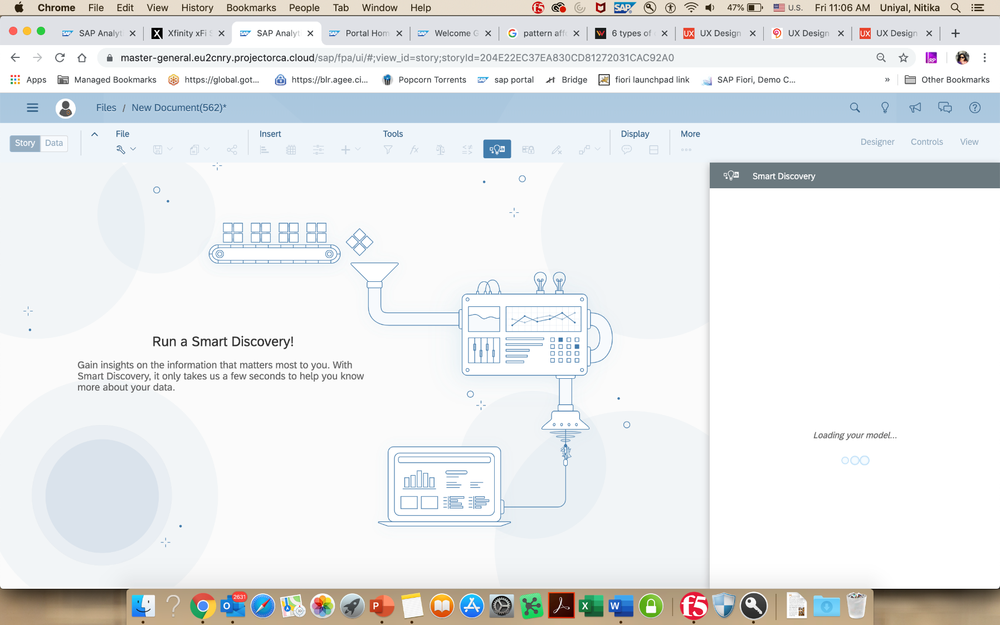 Chrome File Edit View History Bookmarks People Tab Window Help SAP 47% U.S. Fri 11:06 AM Uniyal, Nitika
SAP Analyti Xfinity xFi S SAP Analyt Portal Hom Welcome G pattern affo 6 types of UX Design UX Design UX Design
master-general.eu2cnry.projectorca.cloud/sap/fpa/ui/#;view_id=story;storyId=204E22EC37EA830CD81272031CAC92A0
Apps Managed Bookmarks https://global.got... https://blr.agee.ci... Popcorn Torrents sap portal Bridge fiori launchpad link SAP Fiori, Demo C... » Other Bookmarks
Files / New Document(562)*
Story Data
File Insert Tools Display More
Designer Controls View
Smart Discovery
Run a Smart Discovery!
Gain insights on the information that matters most to you. With
Smart Discovery, it only takes us a few seconds to help you know
more about your data.
Loading your model...
2631